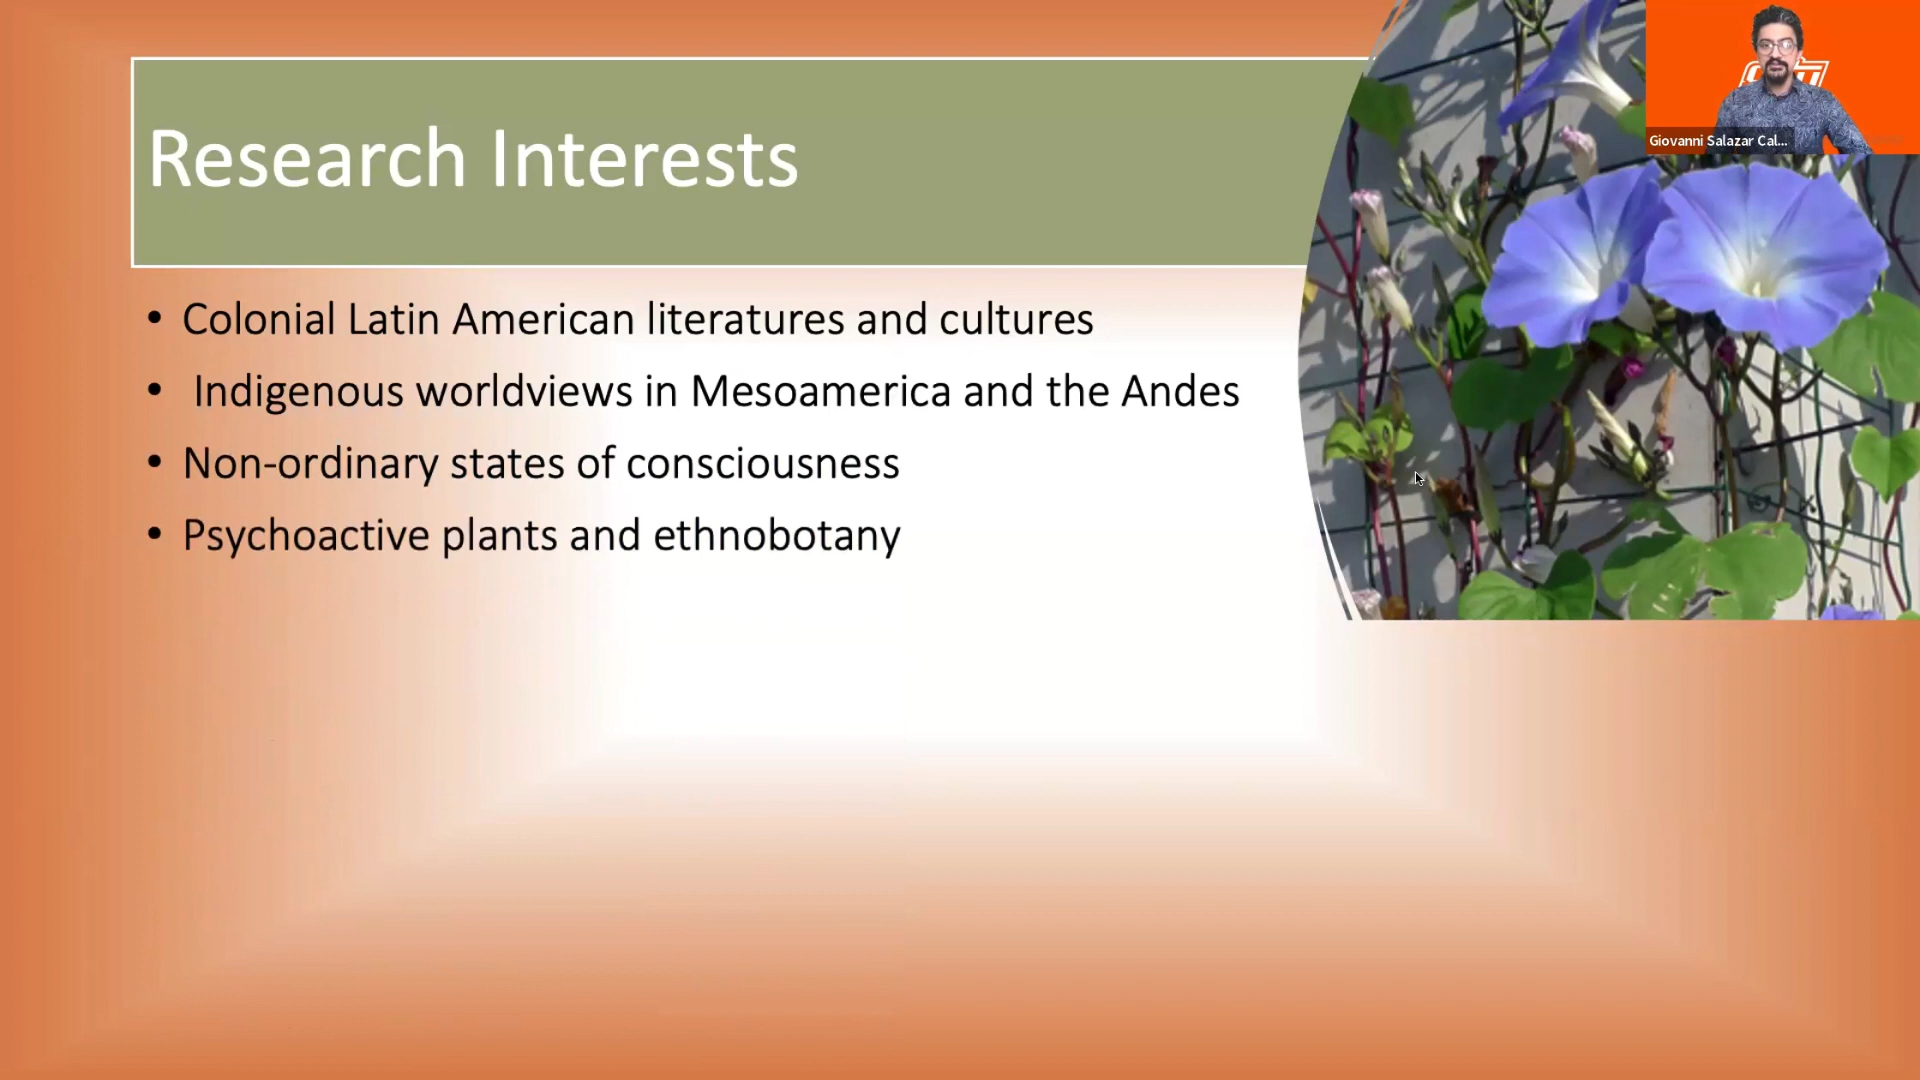 Research Interests
• Colonial Latin American literatures and cultures
• Indigenous worldviews in Mesoamerica and the Andes
• Non-ordinary states of consciousness
• Psychoactive plants and ethnobotany
Giovanni Salazar Cal...